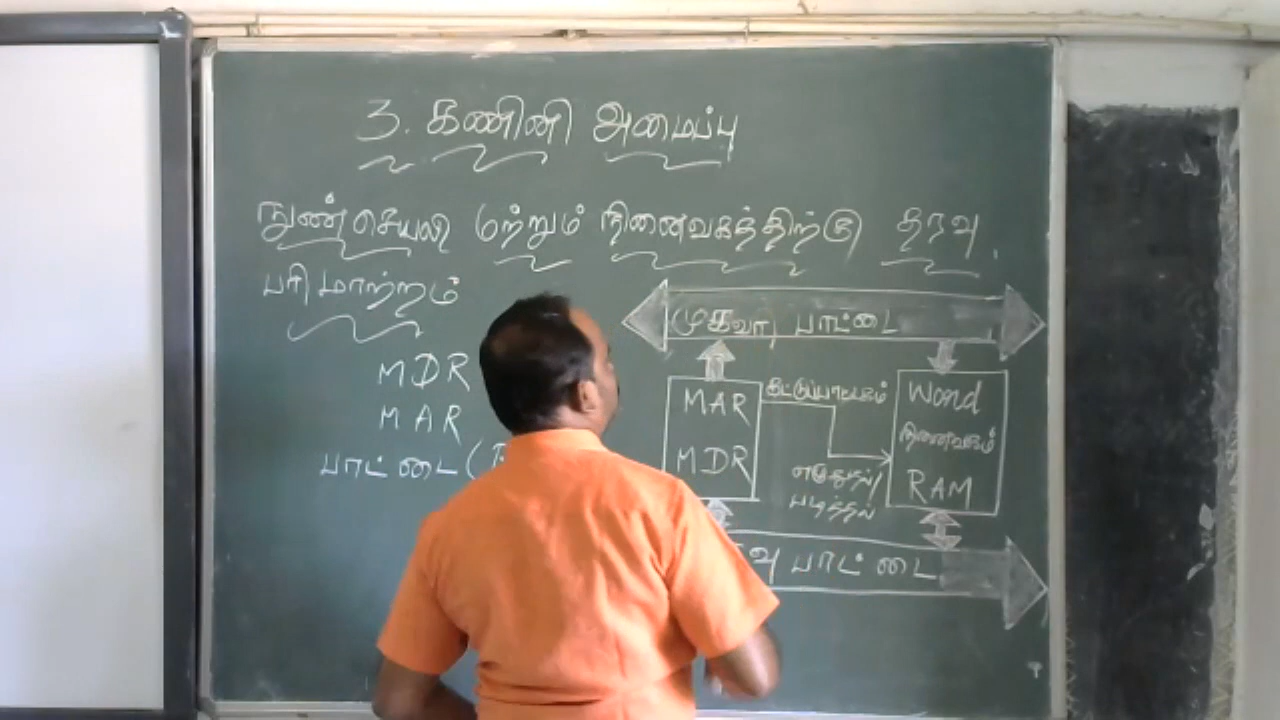 3. கணினி அமைப்பு
நுண்செயலி மற்றும் நினைவகத்திற்கு தரவு
பரிமாற்றம்
MDR
MAR
பாட்டை (
முகவரி பாட்டை
MAR
MDR
கட்டுப்பாட்டகம்
எழுதுதல்/
படித்தல்
Word
நினைவகம்
RAM
வு பாட்டை